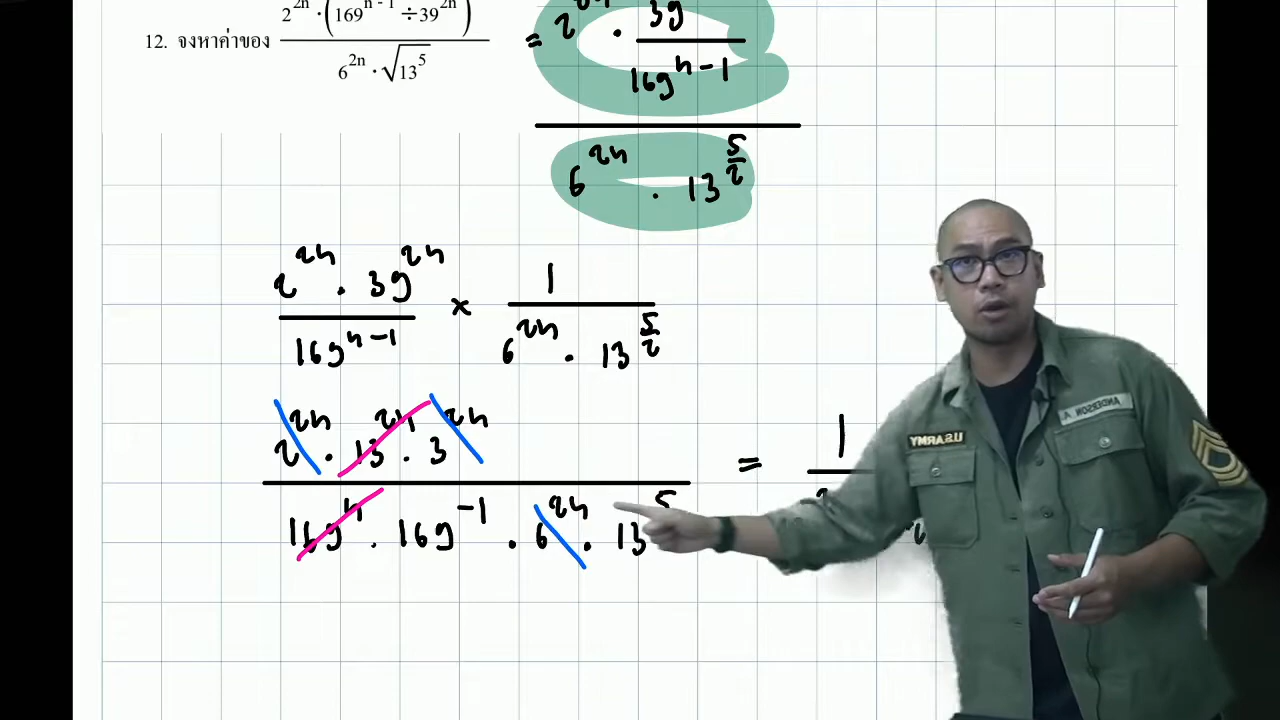 12. จงหาค่าของ 2^{2n} · (169^{n-1} ÷ 39^{2n}) / 6^{2n} · √13^5
= 2 · 39 / 169^{n-1}
6^{2n} · 13^{5/2}
2^{2n} · 39^{2n} / 169^{n-1} × 1 / 6^{2n} · 13^{5/2}
2^{2n} · 13^{2n} · 3^{2n} / 169^n · 169^{-1} · 6^{2n} · 13^5 = 1
ANDERSON. A
U.S.ARMY